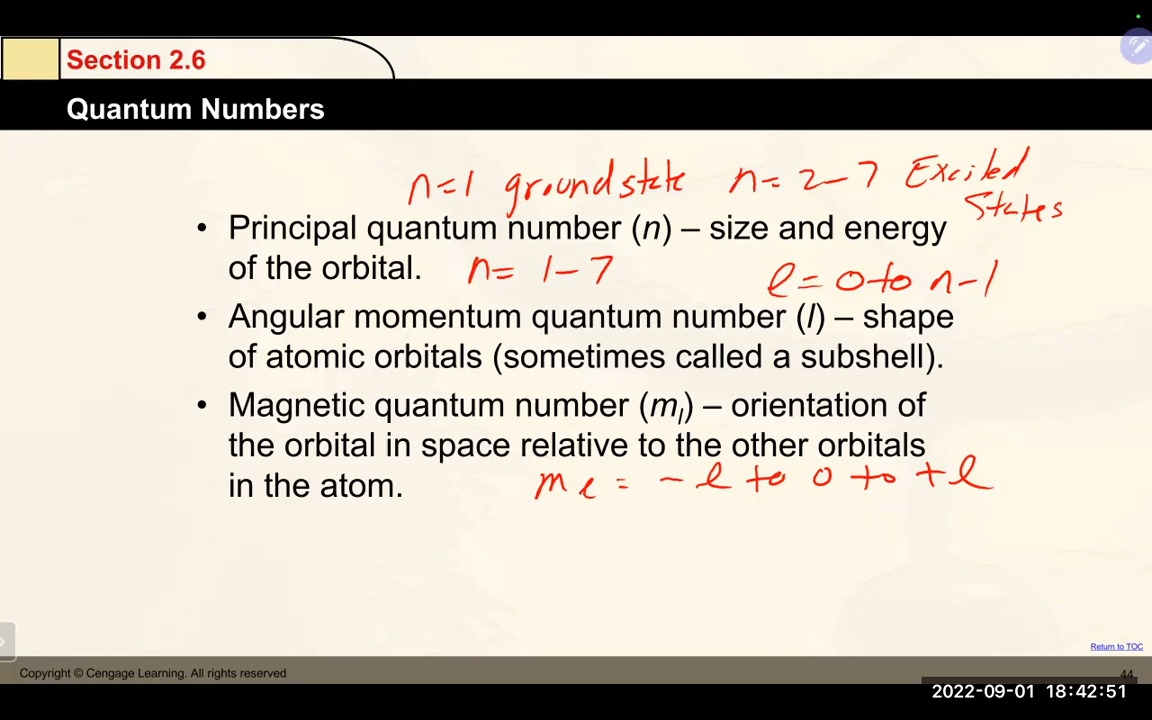 Section 2.6
Quantum Numbers
n=1 ground state n=2-7 Excited
States
• Principal quantum number (n) – size and energy
of the orbital. n= 1-7
l=0 to n-1
• Angular momentum quantum number (l) – shape
of atomic orbitals (sometimes called a subshell).
• Magnetic quantum number (ml) – orientation of
the orbital in space relative to the other orbitals
in the atom. ml = -l to 0 to +l
Return to TOC
Copyright © Cengage Learning. All rights reserved
44
2022-09-01 18:42:51